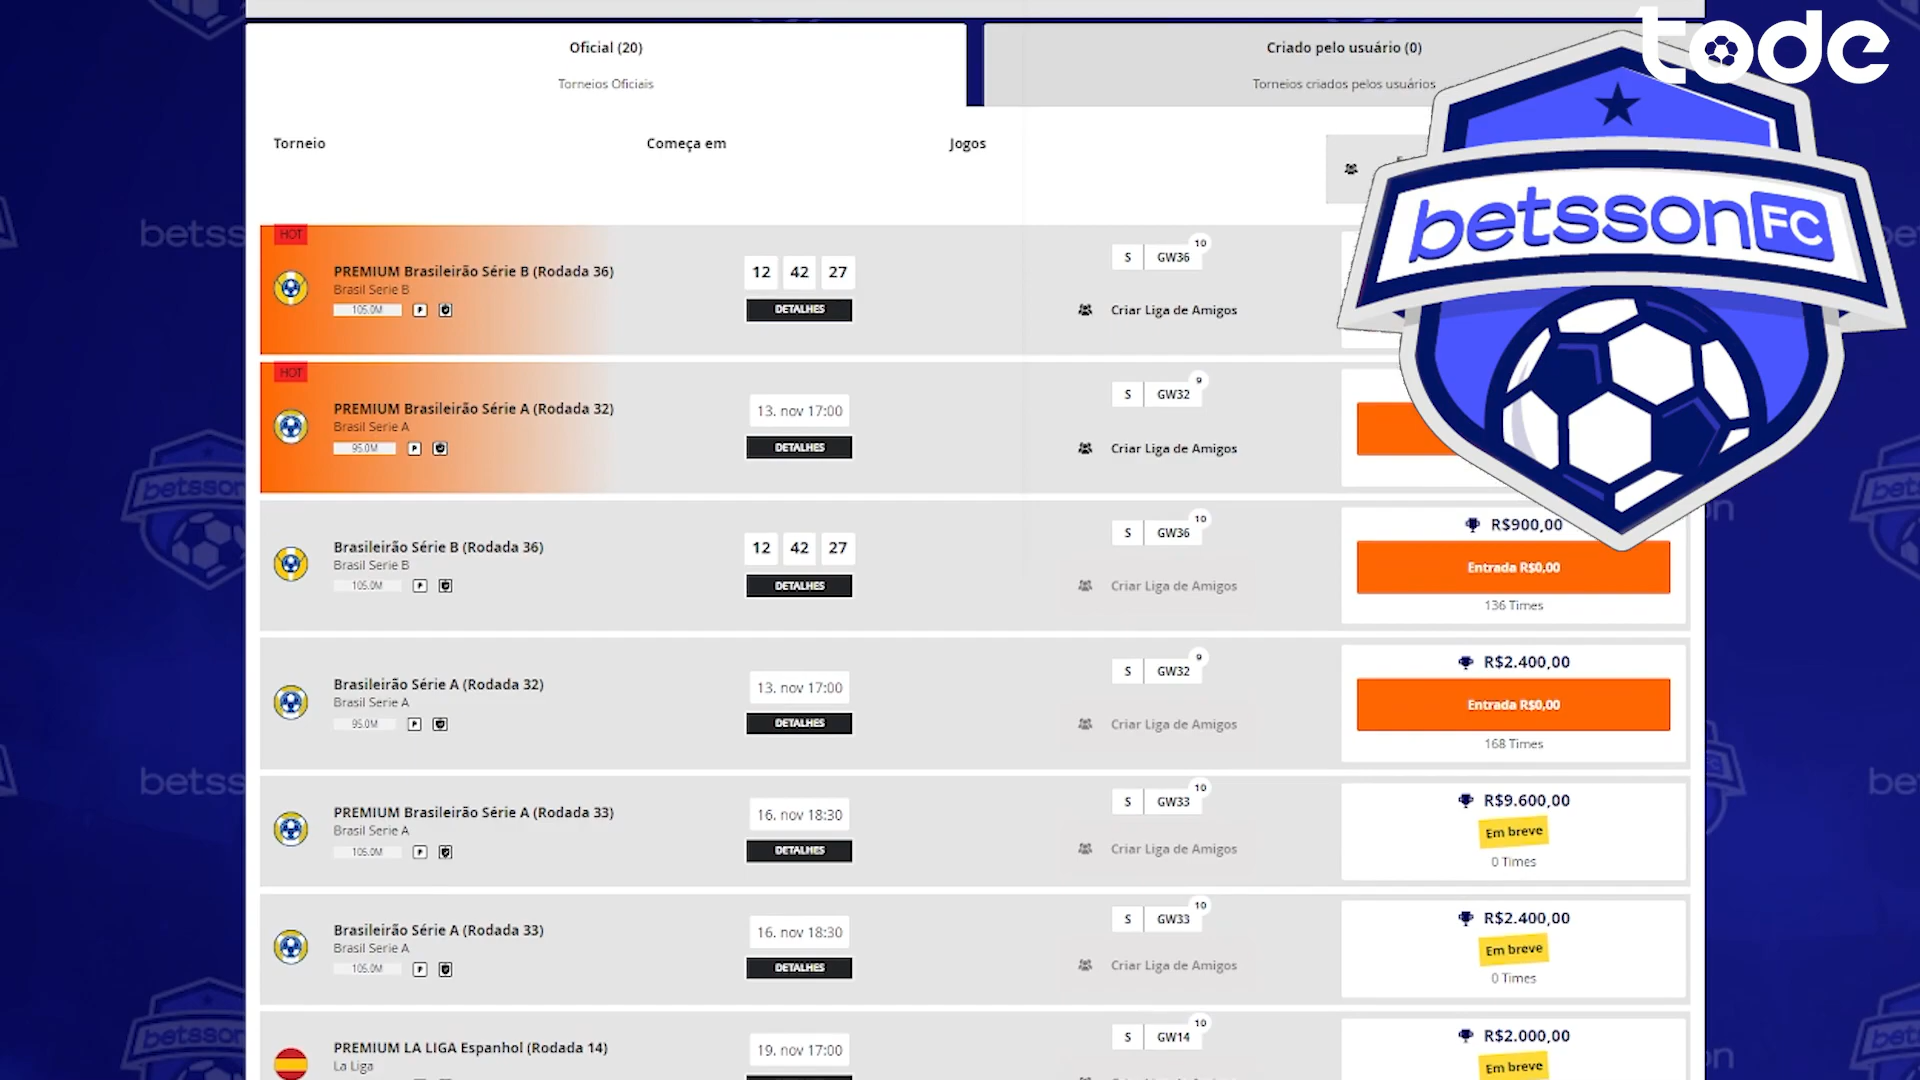 Oficial (20)
Torneios Oficiais
Criado pelo usuário (0)
Torneios criados pelos usuários
tode
Torneio
Começa em
Jogos
betsson FC
HOT
PREMIUM Brasileirão Série B (Rodada 36)
Brasil Serie B
105.0M
P
12 42 27
DETALHES
S GW36 10
Criar Liga de Amigos
HOT
PREMIUM Brasileirão Série A (Rodada 32)
Brasil Serie A
95.0M
P
13. nov 17:00
DETALHES
S GW32 9
Criar Liga de Amigos
Brasileirão Série B (Rodada 36)
Brasil Serie B
105.0M
P
12 42 27
DETALHES
S GW36 10
Criar Liga de Amigos
R$900,00
Entrada R$0,00
136 Times
Brasileirão Série A (Rodada 32)
Brasil Serie A
95.0M
P
13. nov 17:00
DETALHES
S GW32 9
Criar Liga de Amigos
R$2.400,00
Entrada R$0,00
168 Times
PREMIUM Brasileirão Série A (Rodada 33)
Brasil Serie A
105.0M
P
16. nov 18:30
DETALHES
S GW33 10
Criar Liga de Amigos
R$9.600,00
Em breve
0 Times
Brasileirão Série A (Rodada 33)
Brasil Serie A
105.0M
P
16. nov 18:30
DETALHES
S GW33 10
Criar Liga de Amigos
R$2.400,00
Em breve
0 Times
PREMIUM LA LIGA Espanhol (Rodada 14)
La Liga
19. nov 17:00
S GW14 10
R$2.000,00
Em breve